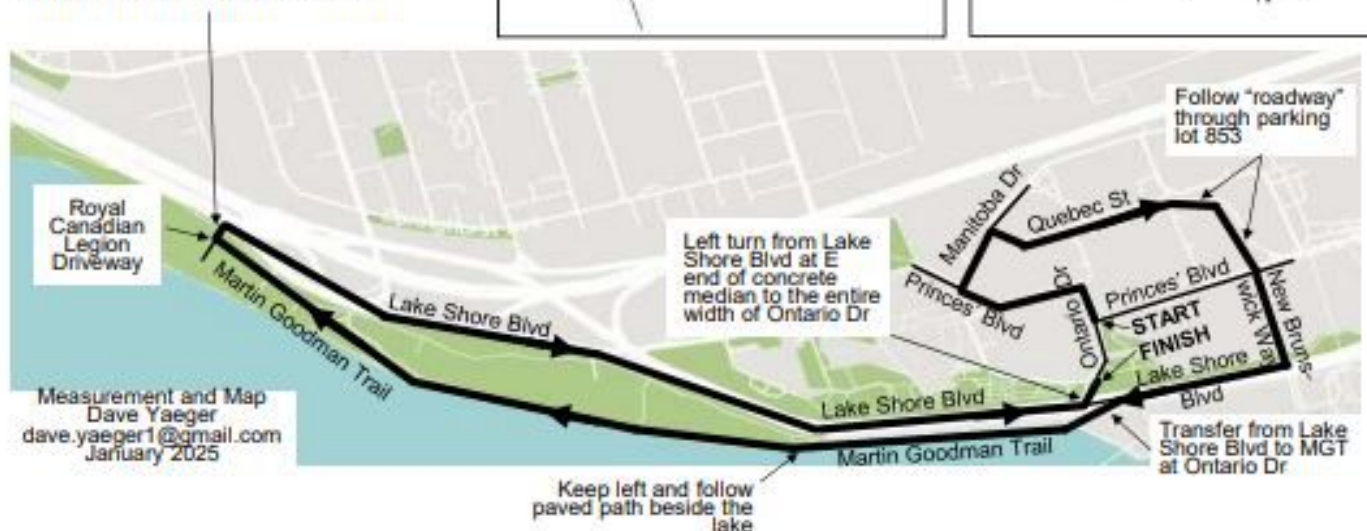 Follow "roadway"
through parking
lot 853
Manitoba Dr
Quebec St
Royal
Canadian
Legion
Driveway
Left turn from Lake
Shore Blvd at E
end of concrete
median to the entire
width of Ontario Dr
Princes' Blvd
Ontario Dr
Princes' Blvd
New Bruns-
wick Way
START
FINISH
Martin Goodman Trail
Lake Shore Blvd
Lake Shore Blvd
Lake Shore
Blvd
Measurement and Map
Dave Yaeger
dave.yaeger1@gmail.com
January 2025
Martin Goodman Trail
Transfer from Lake
Shore Blvd to MGT
at Ontario Dr
Keep left and follow
paved path beside the
lake